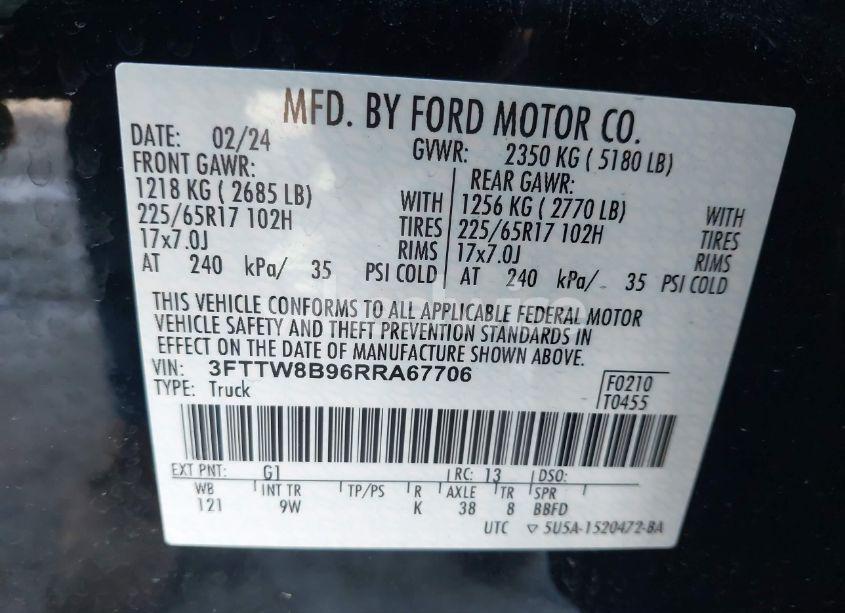 MFD. BY FORD MOTOR CO.
DATE: 02/24 GVWR: 2350 KG ( 5180 LB)
FRONT GAWR: REAR GAWR:
1218 KG ( 2685 LB) WITH 1256 KG ( 2770 LB) WITH
225/65R17 102H TIRES 225/65R17 102H TIRES
17x7.0J RIMS 17x7.0J RIMS
AT 240 kPa/ 35 PSI COLD AT 240 kPa/ 35 PSI COLD
THIS VEHICLE CONFORMS TO ALL APPLICABLE FEDERAL MOTOR
VEHICLE SAFETY AND THEFT PREVENTION STANDARDS IN
EFFECT ON THE DATE OF MANUFACTURE SHOWN ABOVE.
VIN: 3FTTW8B96RRA67706
TYPE: Truck
F0210
T0455
EXT PNT: G1 RC: 13 DSO:
WB INT TR TP/PS R AXLE TR SPR
121 9W K 38 8 BBFD
UTC ▽ 5U5A-1520472-BA